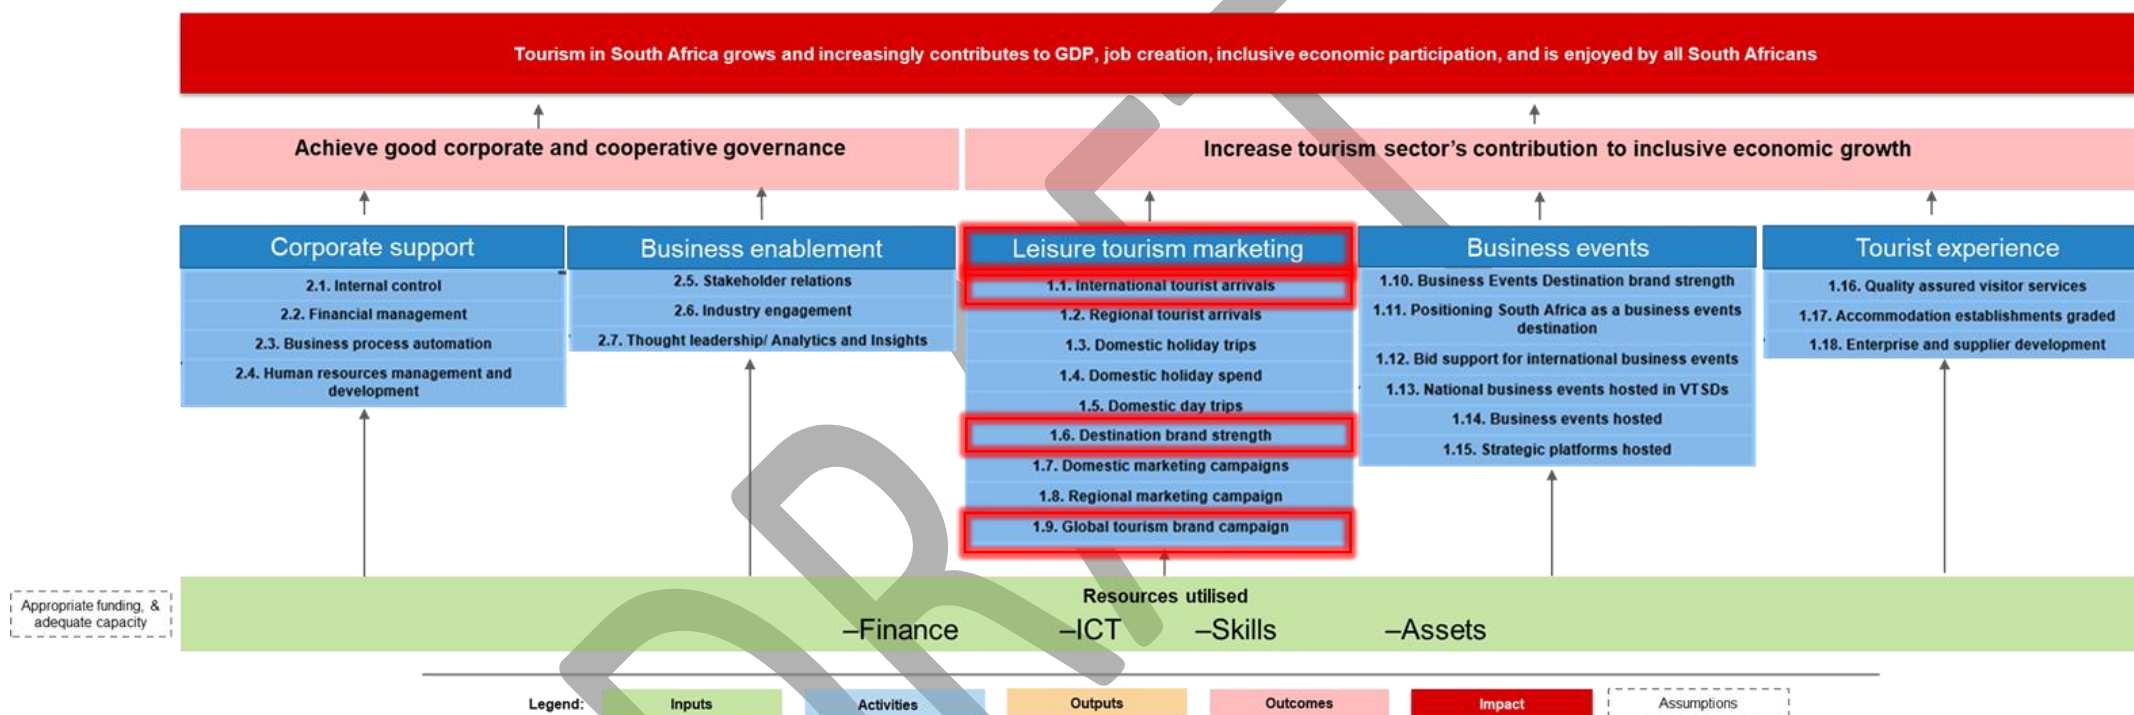 Tourism in South Africa grows and increasingly contributes to GDP, job creation, inclusive economic participation, and is enjoyed by all South Africans
Achieve good corporate and cooperative governance
Increase tourism sector's contribution to inclusive economic growth
Corporate support
2.1. Internal control
2.2. Financial management
2.3. Business process automation
2.4. Human resources management and
development
Business enablement
2.5. Stakeholder relations
2.6. Industry engagement
2.7. Thought leadership/ Analytics and Insights
Leisure tourism marketing
1.1. International tourist arrivals
1.2. Regional tourist arrivals
1.3. Domestic holiday trips
1.4. Domestic holiday spend
1.5. Domestic day trips
1.6. Destination brand strength
1.7. Domestic marketing campaigns
1.8. Regional marketing campaign
1.9. Global tourism brand campaign
Business events
1.10. Business Events Destination brand strength
1.11. Positioning South Africa as a business events
destination
1.12. Bid support for international business events
1.13. National business events hosted in VTSDs
1.14. Business events hosted
1.15. Strategic platforms hosted
Tourist experience
1.16. Quality assured visitor services
1.17. Accommodation establishments graded
1.18. Enterprise and supplier development
Appropriate funding, &
adequate capacity
Resources utilised
–Finance –ICT –Skills –Assets
Legend: Inputs Activities Outputs Outcomes Impact Assumptions
DRAFT